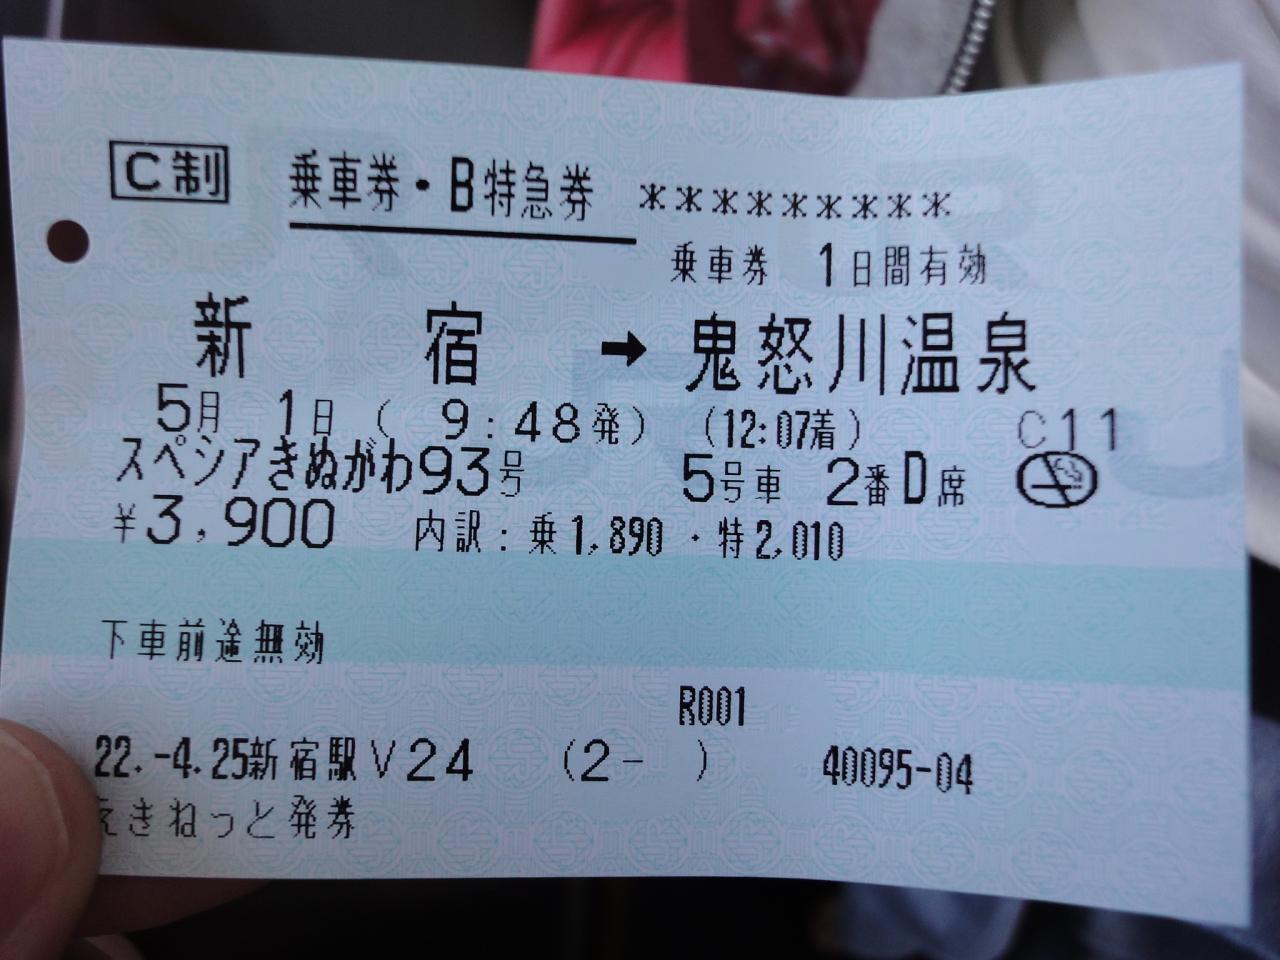 C制 乗車券・B特急券 *********
乗車券 1日間有効
新宿 → 鬼怒川温泉
5月 1日 ( 9:48発) (12:07着) C11
スペシアきぬがわ93号 5号車 2番D席
¥3,900 内訳:乗1,890・特2,010
下車前途無効
R001
22.-4.25新宿駅V24 (2- ) 40095-04
えきねっと発券